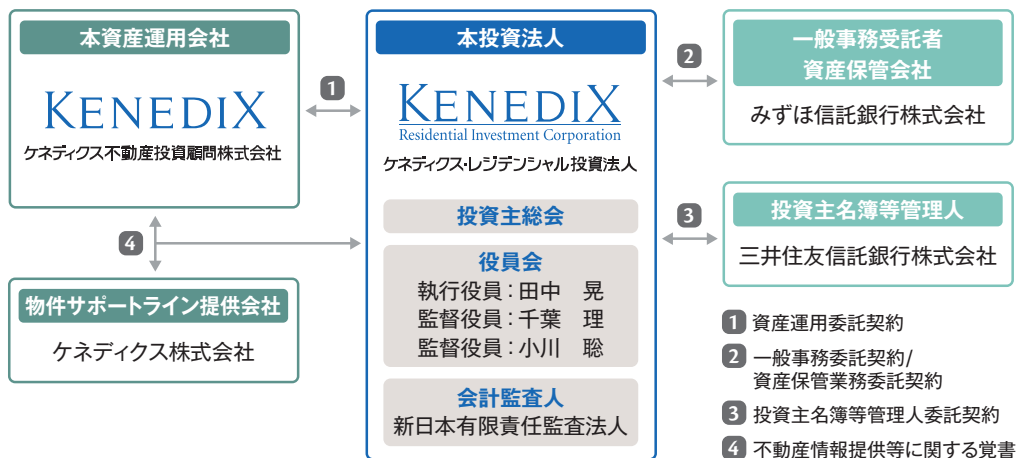 本資産運用会社
KENEDIX
ケネディクス不動産投資顧問株式会社
1
4
物件サポートライン提供会社
ケネディクス株式会社
本投資法人
KENEDIX
Residential Investment Corporation
ケネディクス・レジデンシャル投資法人
投資主総会
役員会
執行役員：田中　晃
監督役員：千葉　理
監督役員：小川　聡
会計監査人
新日本有限責任監査法人
2
一般事務受託者
資産保管会社
みずほ信託銀行株式会社
3
投資主名簿等管理人
三井住友信託銀行株式会社
1 資産運用委託契約
2 一般事務委託契約/
資産保管業務委託契約
3 投資主名簿等管理人委託契約
4 不動産情報提供等に関する覚書